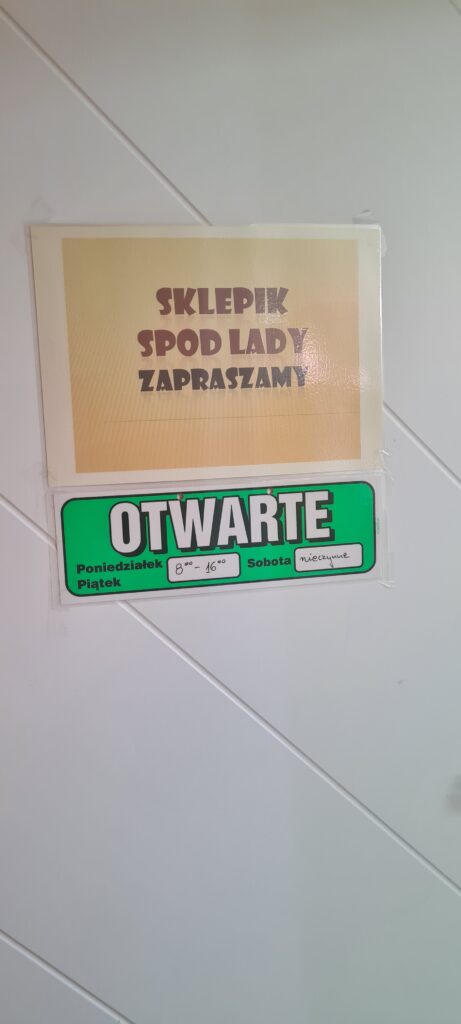 SKLEPIK
SPOD LADY
ZAPRASZAMY
OTWARTE
Poniedziałek 8⁰⁰ - 16⁰⁰ Sobota nieczynne
Piątek